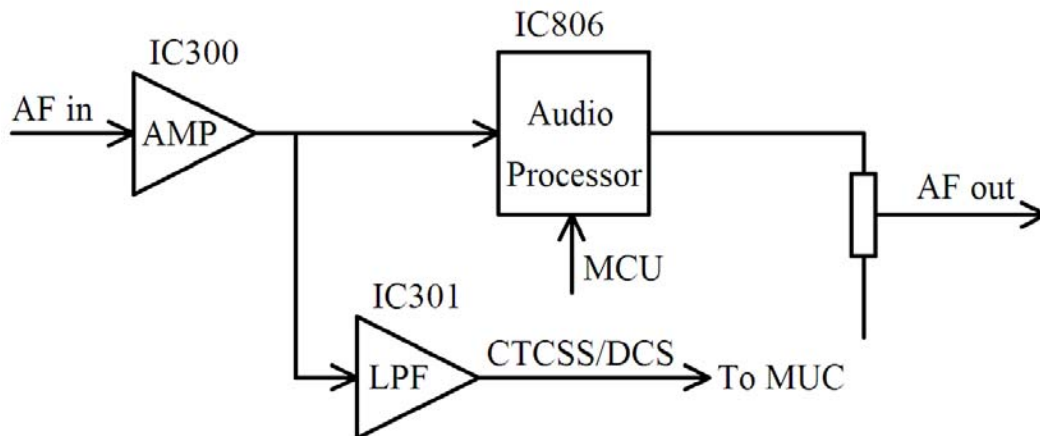 IC300
IC806
AF in
AMP
Audio
Processor
AF out
MCU
IC301
LPF
CTCSS/DCS
To MUC